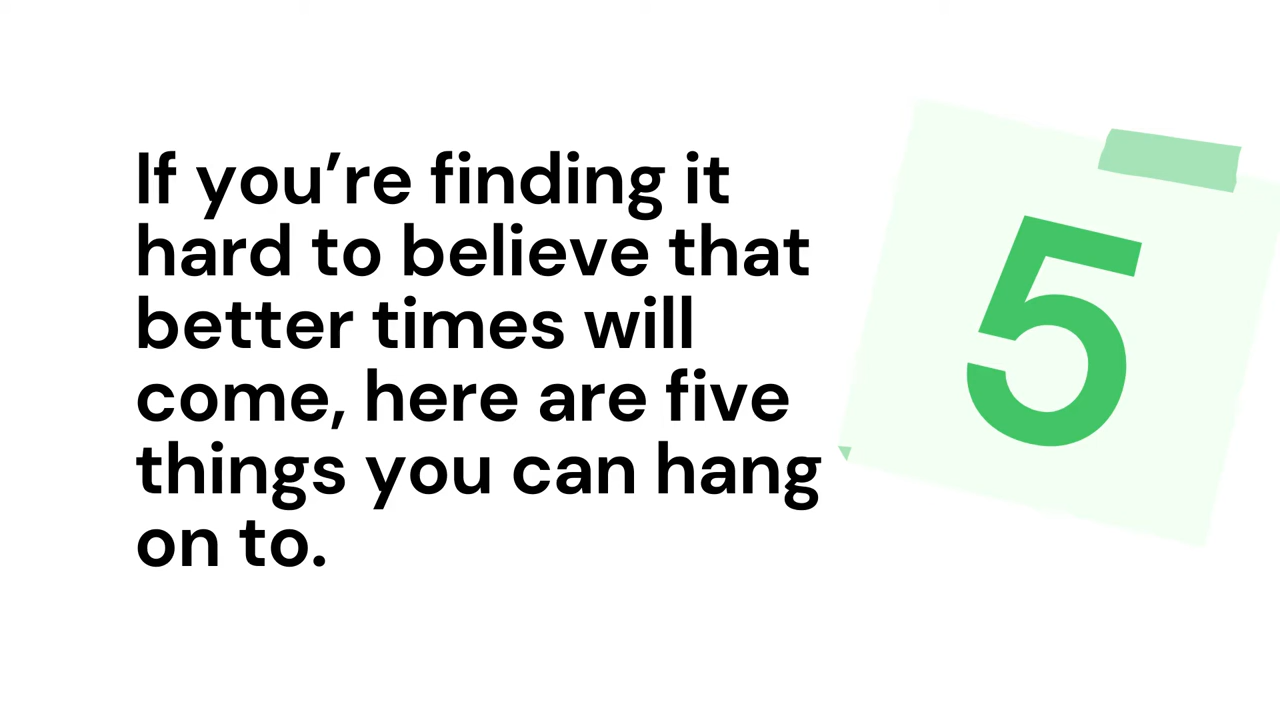 If you’re finding it
hard to believe that
better times will
come, here are five
things you can hang
on to.
5